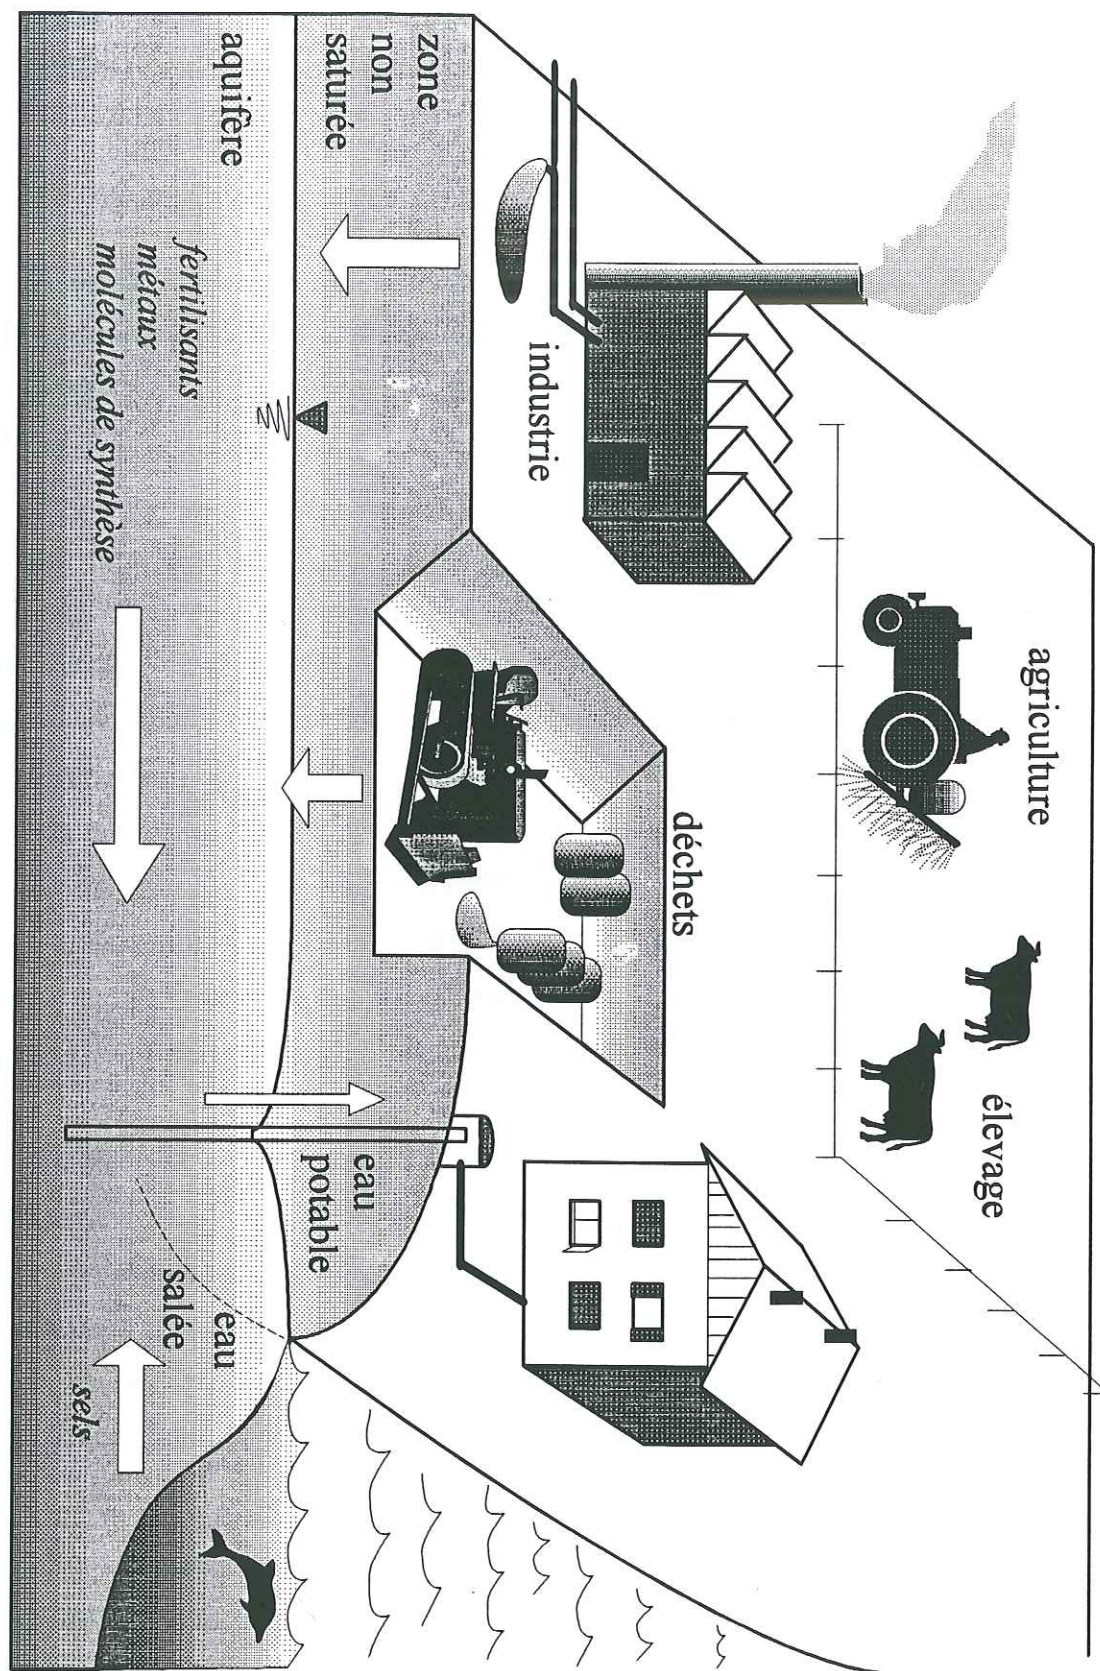 agriculture
élevage
industrie
déchets
zone
non
saturée
aquifère
eau
potable
fertilisants
métaux
molécules de synthèse
eau
salée
sels